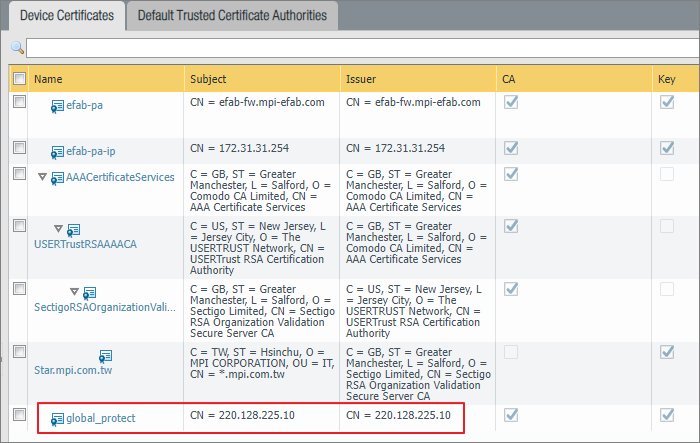 Device Certificates
Default Trusted Certificate Authorities
Name
Subject
Issuer
CA
Key
efab-pa
CN = efab-fw.mpi-efab.com
CN = efab-fw.mpi-efab.com
efab-pa-ip
CN = 172.31.31.254
CN = 172.31.31.254
AAACertificateServices
C = GB, ST = Greater
Manchester, L = Salford, O =
Comodo CA Limited, CN =
AAA Certificate Services
C = GB, ST = Greater
Manchester, L = Salford, O =
Comodo CA Limited, CN =
AAA Certificate Services
USERTrustRSAAAACA
C = US, ST = New Jersey, L
= Jersey City, O = The
USERTRUST Network, CN =
USERTrust RSA Certification
Authority
C = GB, ST = Greater
Manchester, L = Salford, O =
Comodo CA Limited, CN =
AAA Certificate Services
SectigoRSAOrganizationVali...
C = GB, ST = Greater
Manchester, L = Salford, O =
Sectigo Limited, CN = Sectigo
RSA Organization Validation
Secure Server CA
C = US, ST = New Jersey, L
= Jersey City, O = The
USERTRUST Network, CN =
USERTrust RSA Certification
Authority
Star.mpi.com.tw
C = TW, ST = Hsinchu, O =
MPI CORPORATION, OU = IT,
CN = *.mpi.com.tw
C = GB, ST = Greater
Manchester, L = Salford, O =
Sectigo Limited, CN = Sectigo
RSA Organization Validation
Secure Server CA
global_protect
CN = 220.128.225.10
CN = 220.128.225.10